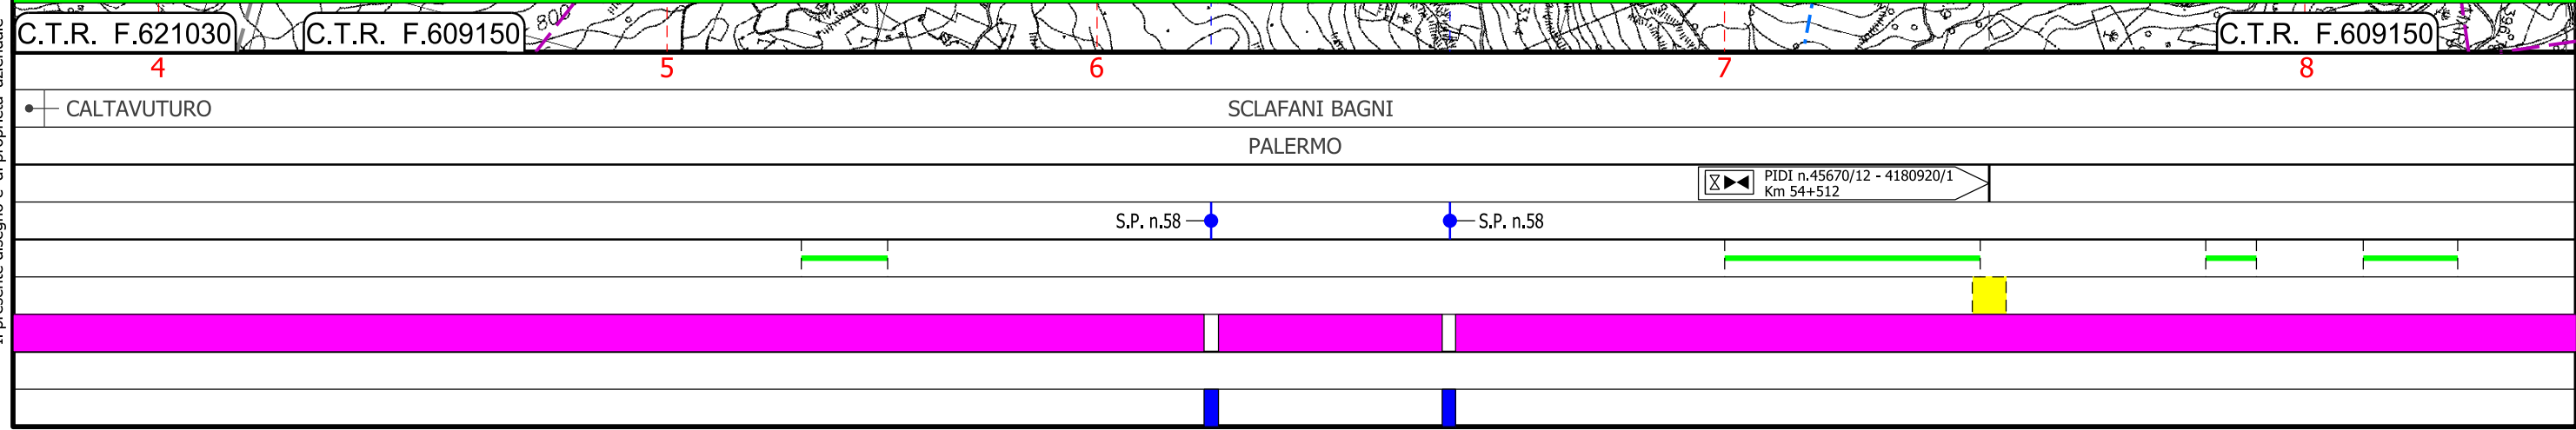 800
C.T.R. F.621030
C.T.R. F.609150
C.T.R. F.609150
4
5
6
7
8
CALTAVUTURO
SCLAFANI BAGNI
PALERMO
PIDI n.45670/12 - 4180920/1
Km 54+512
S.P. n.58
S.P. n.58